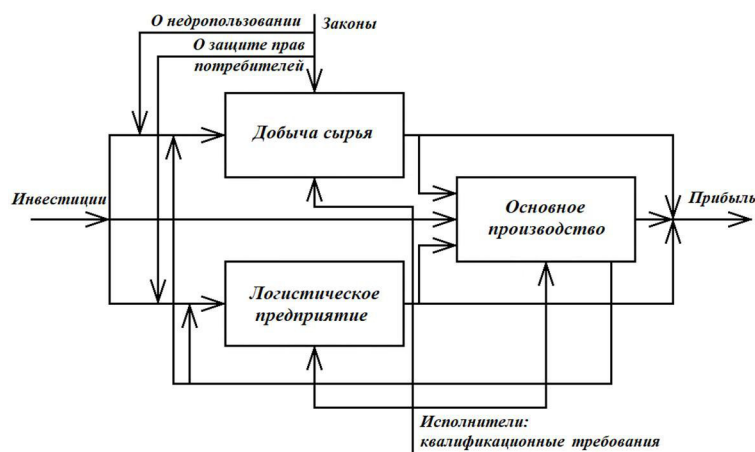 О недропользовании
Законы
О защите прав
потребителей
Добыча сырья
Инвестиции
Основное
производство
Прибыль
Логистическое
предприятие
Исполнители:
квалификационные требования